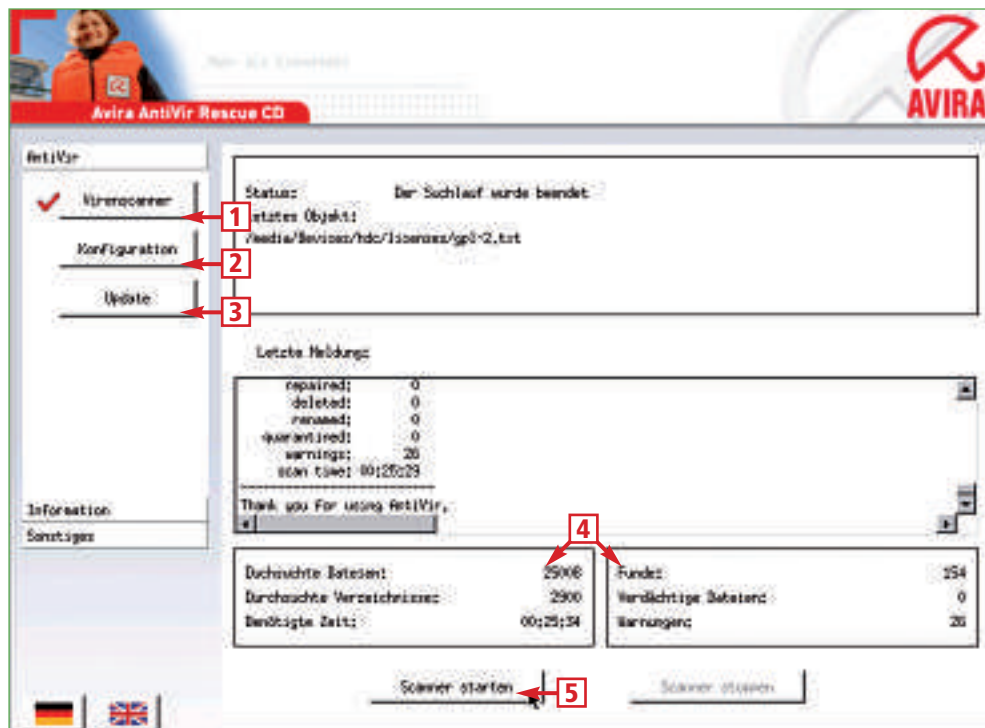 AVIRA
Avira AntiVir Rescue CD
AntiVir
Virenscanner
1
Konfiguration
2
Update
3
Status: Der Suchlauf wurde beendet
Letztes Objekt:
/media/Devices/hdc/licenses/gpl-2.txt
Letzte Meldung:
repaired: 0
deleted: 0
renamed: 0
quarantined: 0
warnings: 26
scan time: 00:25:29
Thank you for using AntiVir.
Information
Sonstiges
4
Duchsuchte Dateien: 25008
Durchsuchte Verzeichnisse: 2900
Benötigte Zeit: 00:25:34
Funde: 154
Verdächtige Dateien: 0
Warnungen: 26
Scanner starten
5
Scanner stoppen